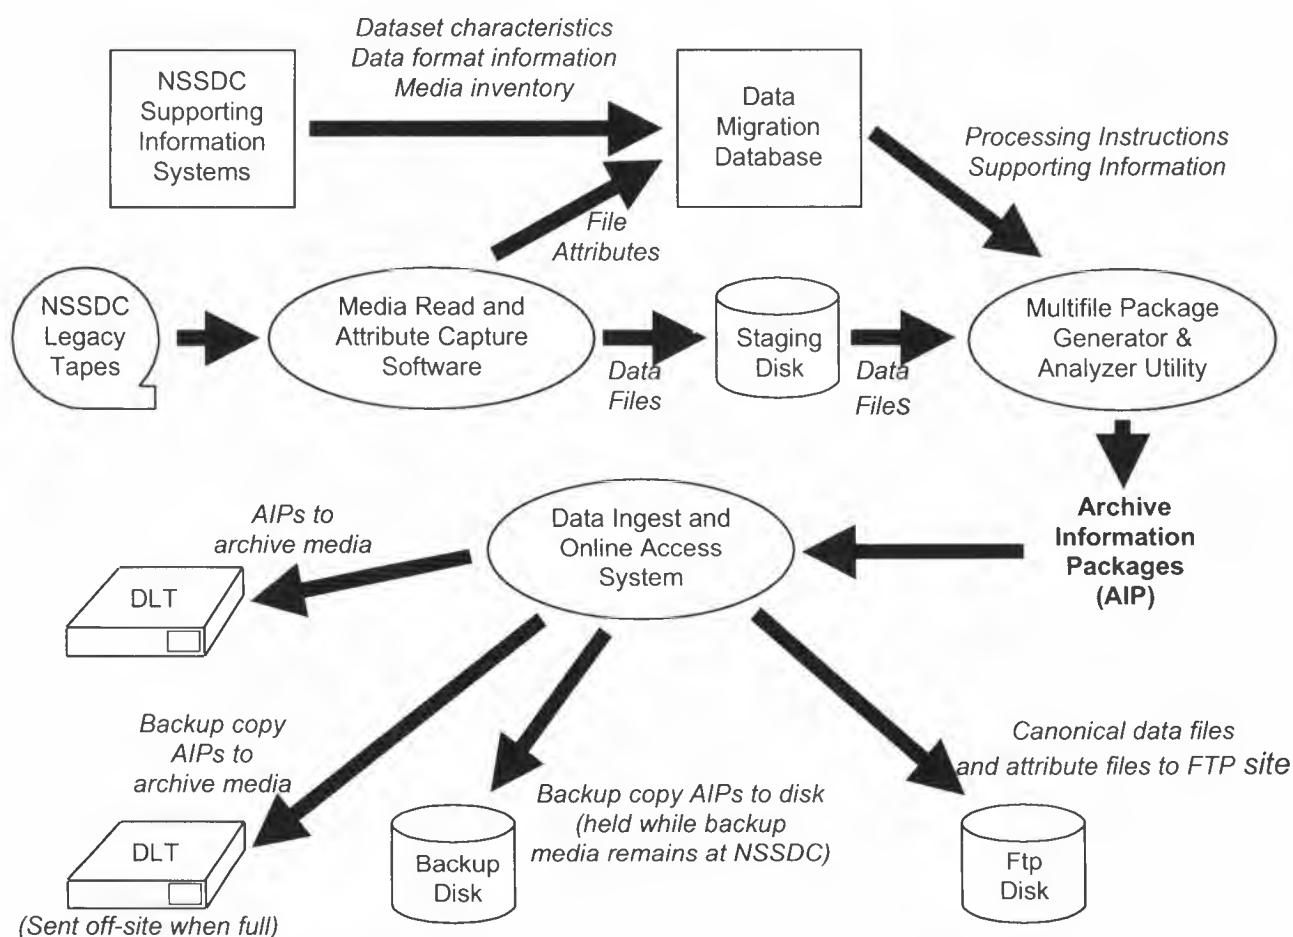 Dataset characteristics
Data format information
Media inventory
NSSDC
Supporting
Information
Systems
Data
Migration
Database
Processing Instructions
Supporting Information
File
Attributes
NSSDC
Legacy
Tapes
Media Read and
Attribute Capture
Software
Data
Files
Staging
Disk
Data
Files
Multifile Package
Generator &
Analyzer Utility
Archive
Information
Packages
(AIP)
Data Ingest and
Online Access
System
AIPs to
archive media
DLT
Backup copy
AIPs to
archive media
DLT
(Sent off-site when full)
Backup
Disk
Backup copy AIPs to disk
(held while backup
media remains at NSSDC)
Canonical data files
and attribute files to FTP site
Ftp
Disk